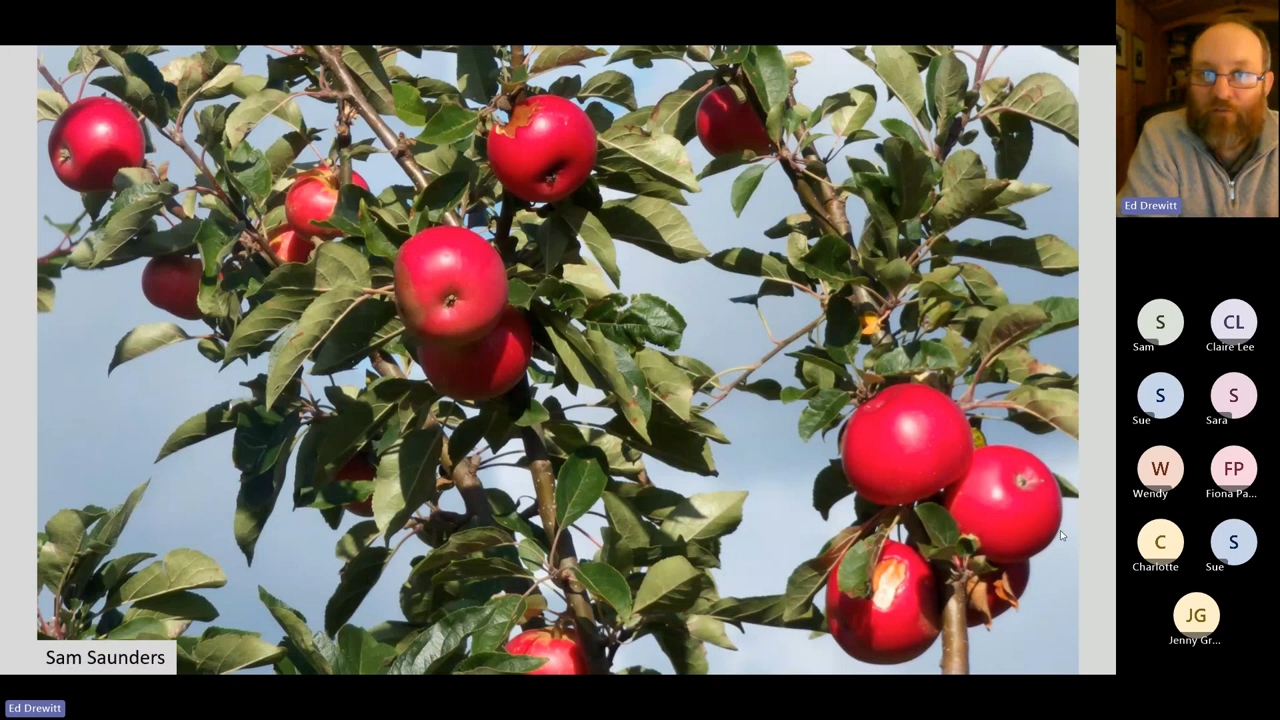 Ed Drewitt
S
CL
Sam
Claire Lee
S
S
Sue
Sara
W
FP
Wendy
Fiona Pa...
C
S
Charlotte
Sue
JG
Jenny Gr...
Sam Saunders
Ed Drewitt